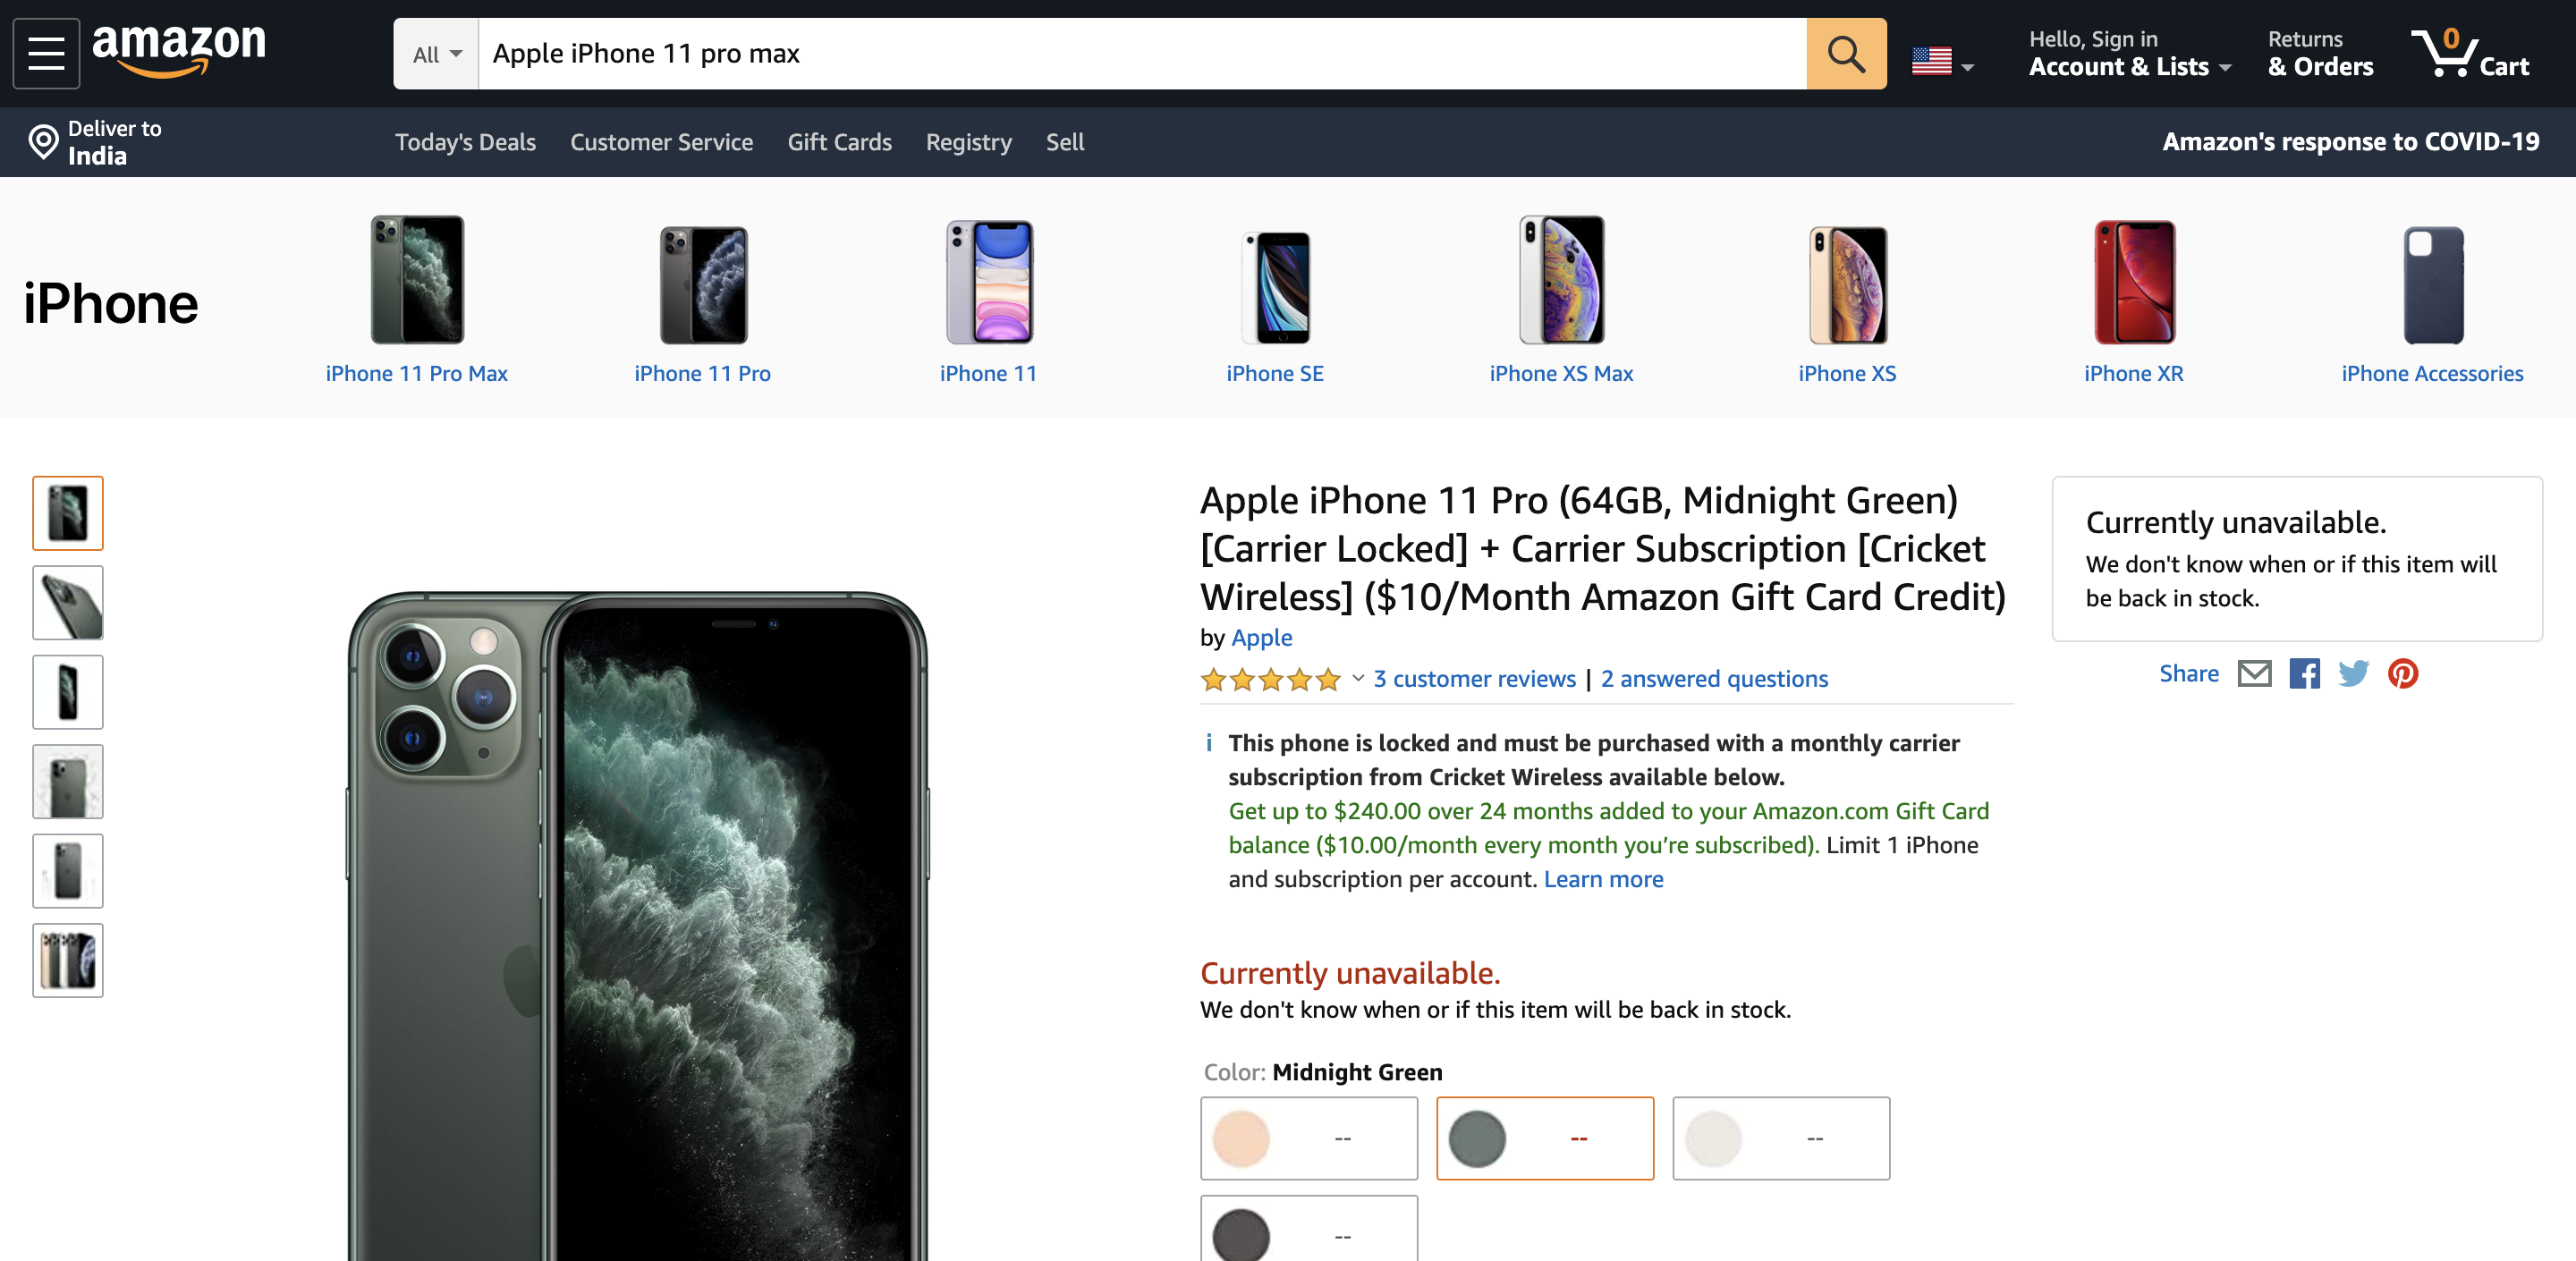 amazon
All
Apple iPhone 11 pro max
Hello, Sign in
Account & Lists
Returns
& Orders
0
Cart
Deliver to
India
Today's Deals
Customer Service
Gift Cards
Registry
Sell
Amazon's response to COVID-19
iPhone
iPhone 11 Pro Max
iPhone 11 Pro
iPhone 11
iPhone SE
iPhone XS Max
iPhone XS
iPhone XR
iPhone Accessories
Apple iPhone 11 Pro (64GB, Midnight Green)
[Carrier Locked] + Carrier Subscription [Cricket
Wireless] ($10/Month Amazon Gift Card Credit)
by Apple
3 customer reviews | 2 answered questions
i This phone is locked and must be purchased with a monthly carrier
subscription from Cricket Wireless available below.
Get up to $240.00 over 24 months added to your Amazon.com Gift Card
balance ($10.00/month every month you’re subscribed). Limit 1 iPhone
and subscription per account. Learn more
Currently unavailable.
We don't know when or if this item will be back in stock.
Color: Midnight Green
--
--
--
--
Currently unavailable.
We don't know when or if this item will
be back in stock.
Share